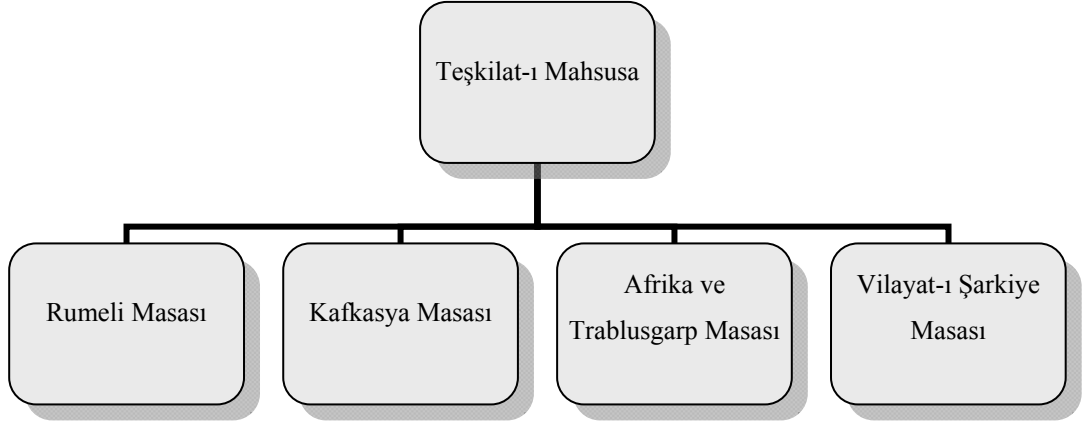 Teşkilat-ı Mahsusa
Rumeli Masası
Kafkasya Masası
Afrika ve
Trablusgarp Masası
Vilayat-ı Şarkiye
Masası